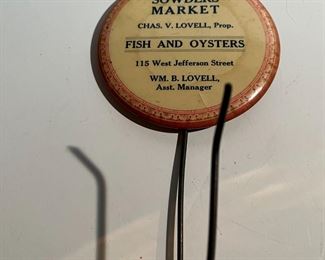 SOWDERS
MARKET
CHAS. V. LOVELL, Prop.
FISH AND OYSTERS
115 West Jefferson Street
WM. B. LOVELL,
Asst. Manager